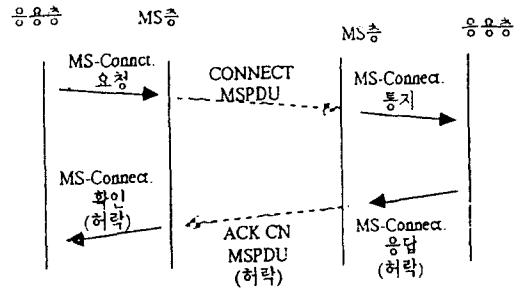 응용층
MS층
MS층
응용층
MS-Connct.
요청
CONNECT
MSPDU
MS-Connect.
통지
MS-Connect.
확인
(허락)
ACK CN
MSPDU
(허락)
MS-Connect.
응답
(허락)